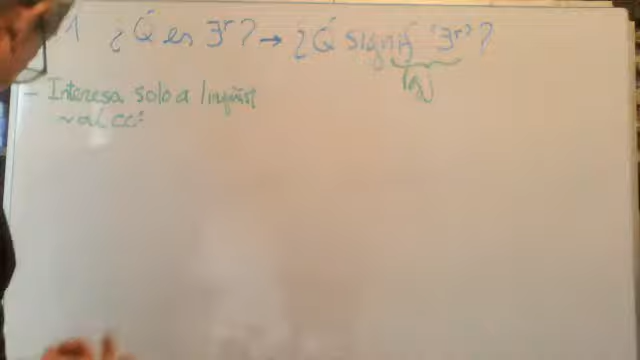 1 ¿Q́ es ∃ʳ? → ¿Q́ signif '∃ʳ'?
- Interesa solo a lingüist